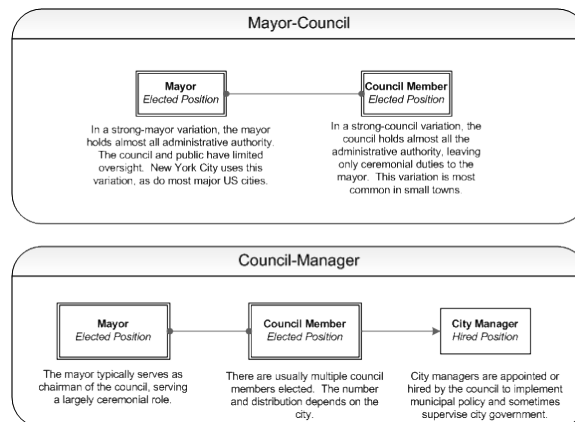 Mayor-Council
Mayor
Elected Position
Council Member
Elected Position
In a strong-mayor variation, the mayor
holds almost all administrative authority.
The council and public have limited
oversight. New York City uses this
variation, as do most major US cities.
In a strong-council variation, the
council holds almost all the
administrative authority, leaving
only ceremonial duties to the
mayor. This variation is most
common in small towns.
Council-Manager
Mayor
Elected Position
Council Member
Elected Position
City Manager
Hired Position
The mayor typically serves as
chairman of the council, serving
a largely ceremonial role.
There are usually multiple council
members elected. The number
and distribution depends on the
city.
City managers are appointed or
hired by the council to implement
municipal policy and sometimes
supervise city government.